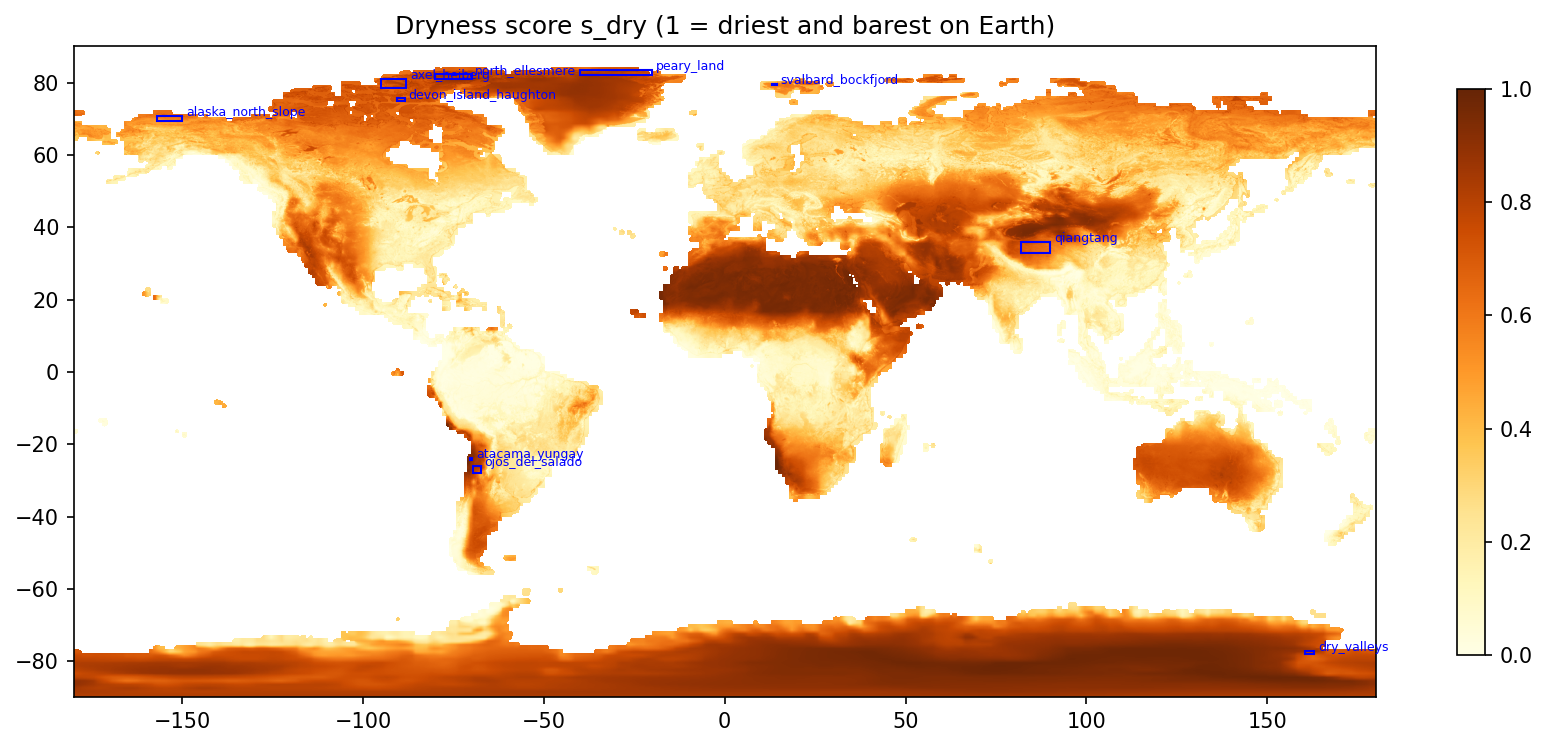 Dryness score s_dry (1 = driest and barest on Earth)
80
60
40
20
0
−20
−40
−60
−80
peary_land
north_ellesmere
axel_heiberg
svalbard_bockfjord
devon_island_haughton
alaska_north_slope
qiangtang
atacama_yungay
ojos_del_salado
dry_valleys
−150
−100
−50
0
50
100
150
1.0
0.8
0.6
0.4
0.2
0.0